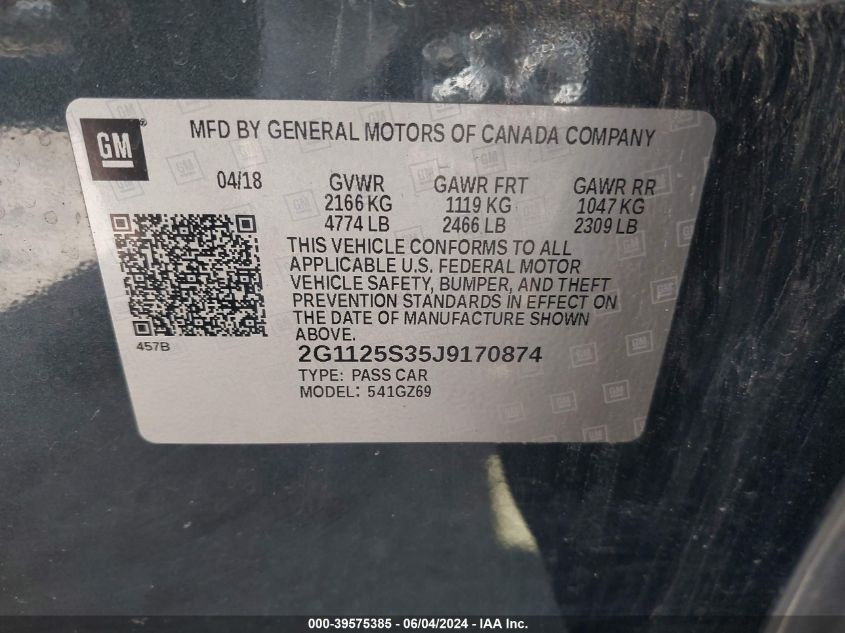 GM
MFD BY GENERAL MOTORS OF CANADA COMPANY
04/18 GVWR GAWR FRT GAWR RR
2166 KG 1119 KG 1047 KG
4774 LB 2466 LB 2309 LB
THIS VEHICLE CONFORMS TO ALL
APPLICABLE U.S. FEDERAL MOTOR
VEHICLE SAFETY, BUMPER, AND THEFT
PREVENTION STANDARDS IN EFFECT ON
THE DATE OF MANUFACTURE SHOWN
ABOVE.
457B
2G1125S35J9170874
TYPE: PASS CAR
MODEL: 541GZ69
000-39575385 - 06/04/2024 - IAA Inc.